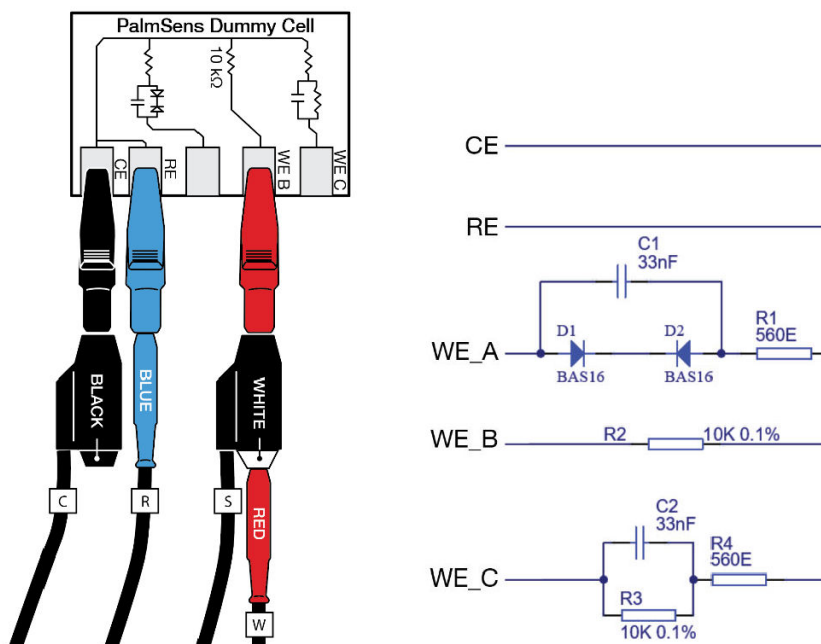 PalmSens Dummy Cell
10 kΩ
CE
RE
WE B
WE C
BLACK
BLUE
WHITE
RED
C
R
S
W
CE
RE
C1
33nF
D1
D2
R1
560E
WE_A
BAS16
BAS16
WE_B
R2
10K 0.1%
C2
33nF
R4
560E
WE_C
R3
10K 0.1%